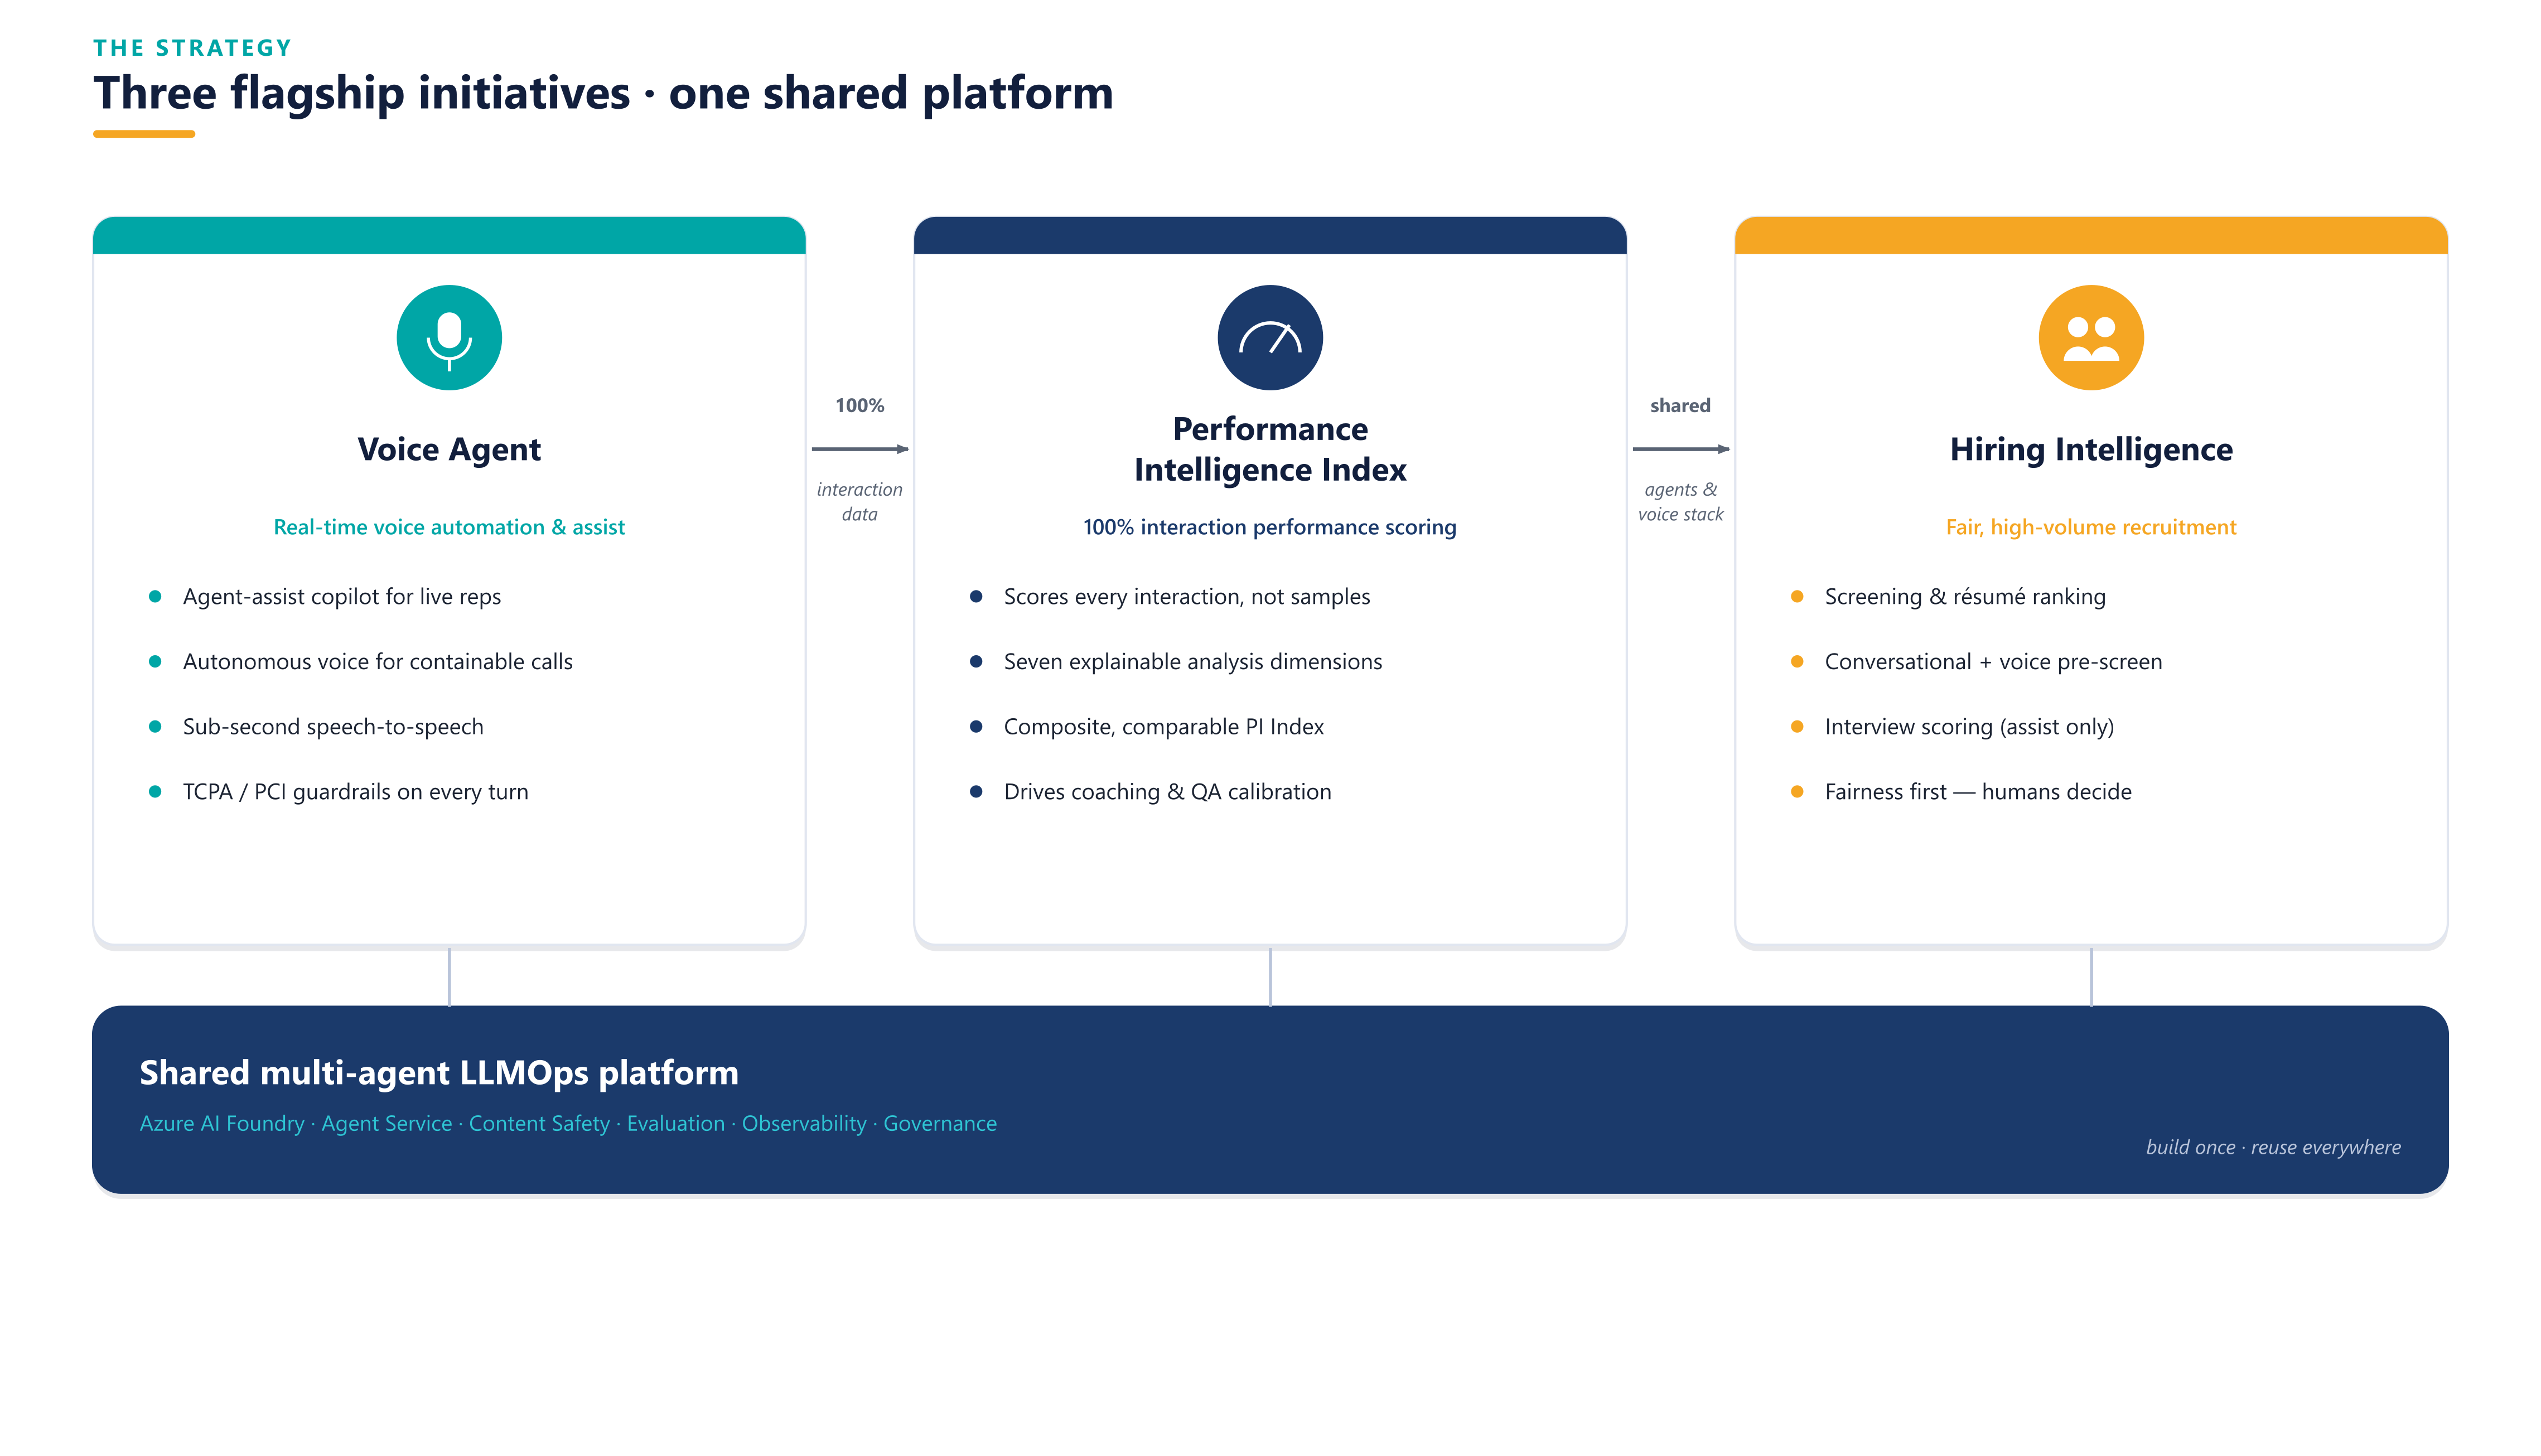 THE STRATEGY
Three flagship initiatives · one shared platform
Voice Agent
Real-time voice automation & assist
Agent-assist copilot for live reps
Autonomous voice for containable calls
Sub-second speech-to-speech
TCPA / PCI guardrails on every turn
100%
interaction
data
Performance
Intelligence Index
100% interaction performance scoring
Scores every interaction, not samples
Seven explainable analysis dimensions
Composite, comparable PI Index
Drives coaching & QA calibration
shared
agents &
voice stack
Hiring Intelligence
Fair, high-volume recruitment
Screening & résumé ranking
Conversational + voice pre-screen
Interview scoring (assist only)
Fairness first — humans decide
Shared multi-agent LLMOps platform
Azure AI Foundry · Agent Service · Content Safety · Evaluation · Observability · Governance
build once · reuse everywhere